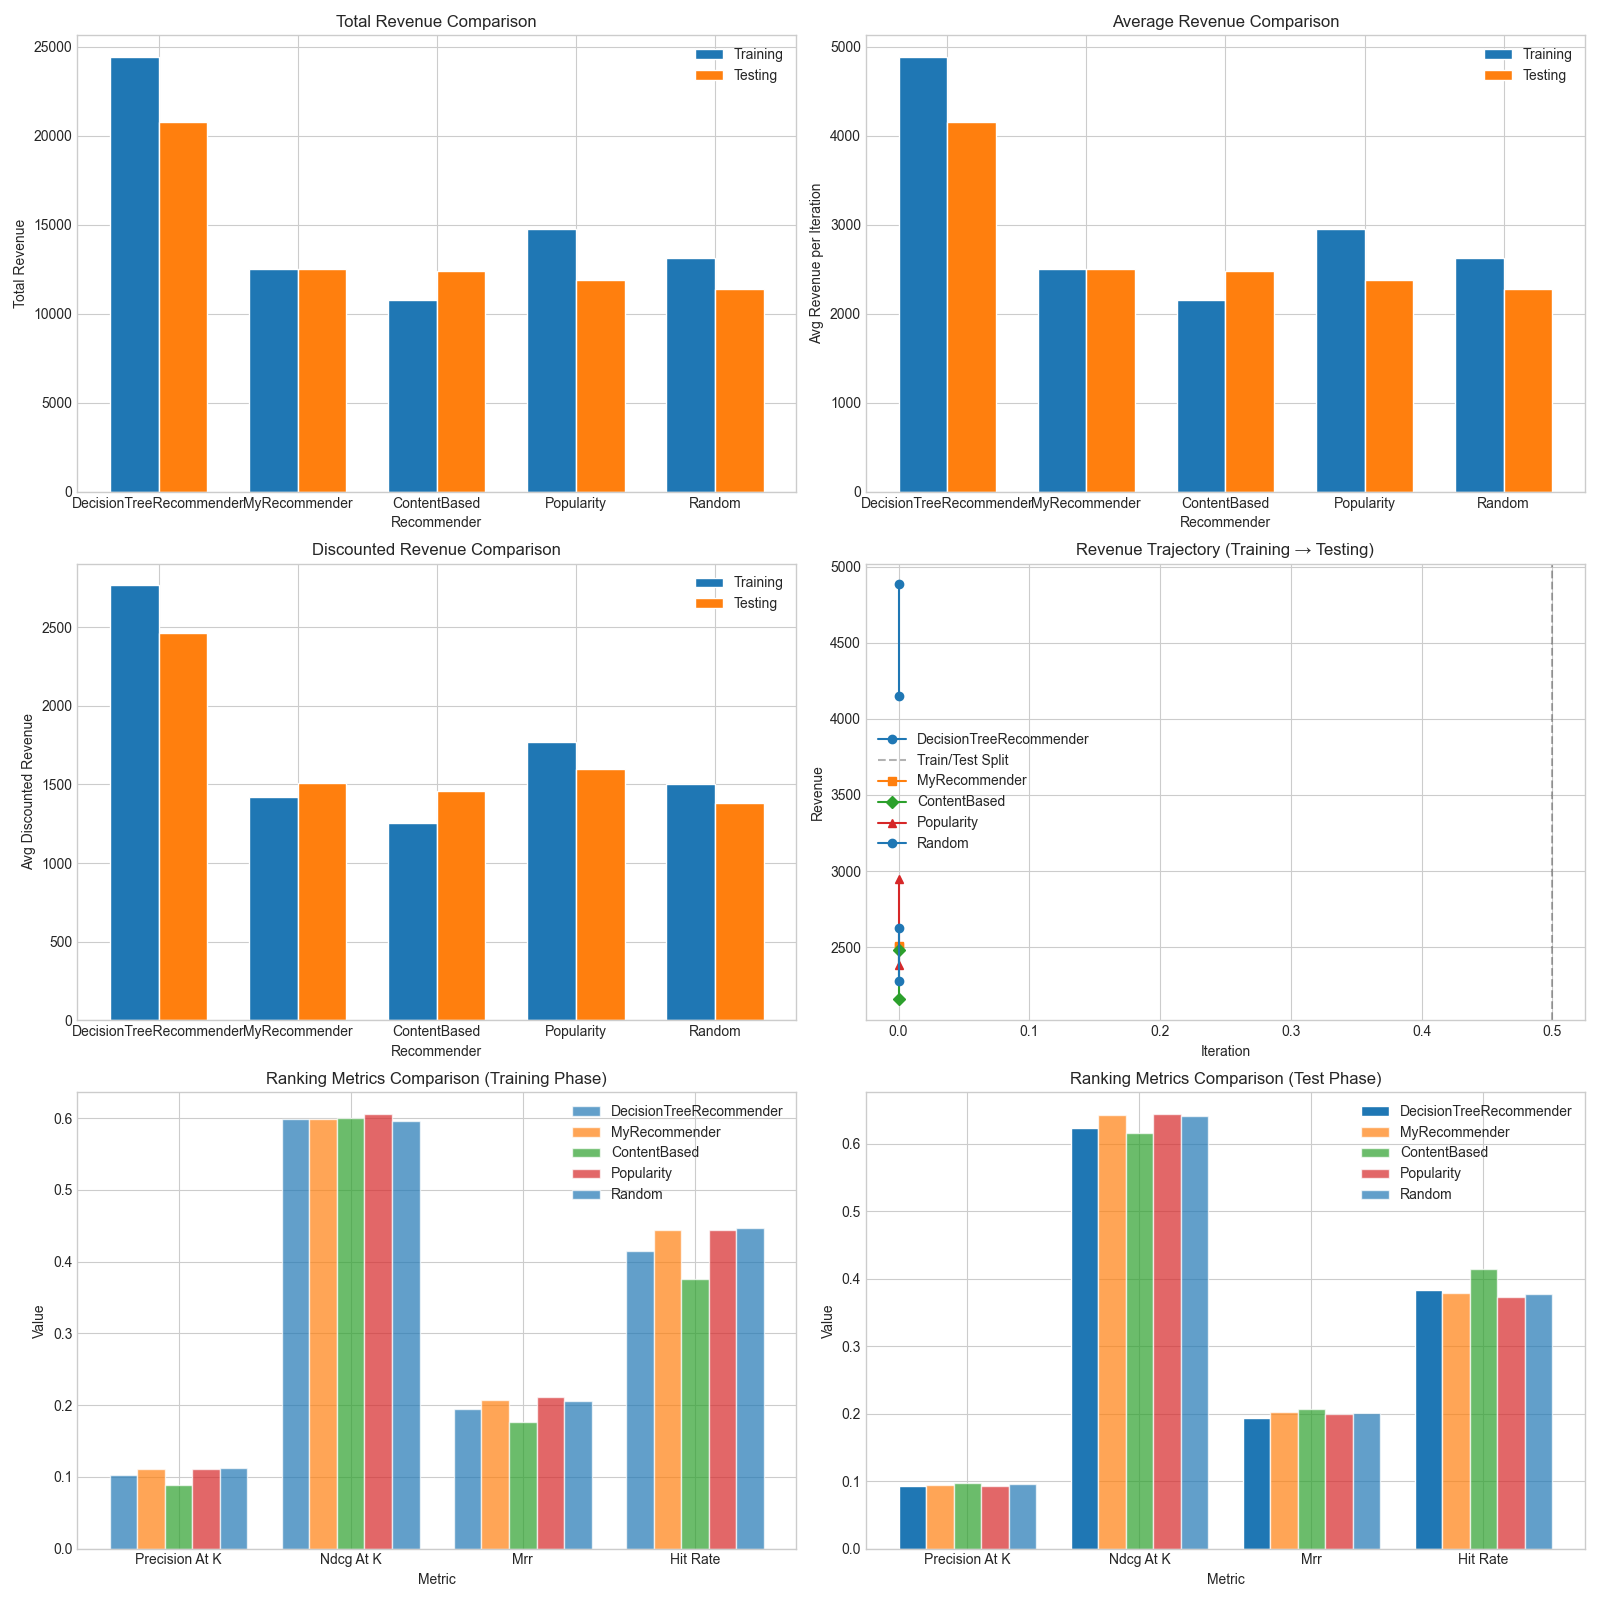 Total Revenue Comparison
Total Revenue
25000
20000
15000
10000
5000
0
Training
Testing
DecisionTreeRecommender
MyRecommender
ContentBased
Popularity
Random
Recommender
Average Revenue Comparison
Avg Revenue per Iteration
5000
4000
3000
2000
1000
0
Training
Testing
DecisionTreeRecommender
MyRecommender
ContentBased
Popularity
Random
Recommender
Discounted Revenue Comparison
Avg Discounted Revenue
2500
2000
1500
1000
500
0
Training
Testing
DecisionTreeRecommender
MyRecommender
ContentBased
Popularity
Random
Recommender
Revenue Trajectory (Training → Testing)
Revenue
5000
4500
4000
3500
3000
2500
DecisionTreeRecommender
Train/Test Split
MyRecommender
ContentBased
Popularity
Random
0.0
0.1
0.2
0.3
0.4
0.5
Iteration
Ranking Metrics Comparison (Training Phase)
Value
0.6
0.5
0.4
0.3
0.2
0.1
0.0
DecisionTreeRecommender
MyRecommender
ContentBased
Popularity
Random
Precision At K
Ndcg At K
Mrr
Hit Rate
Metric
Ranking Metrics Comparison (Test Phase)
Value
0.6
0.5
0.4
0.3
0.2
0.1
0.0
DecisionTreeRecommender
MyRecommender
ContentBased
Popularity
Random
Precision At K
Ndcg At K
Mrr
Hit Rate
Metric